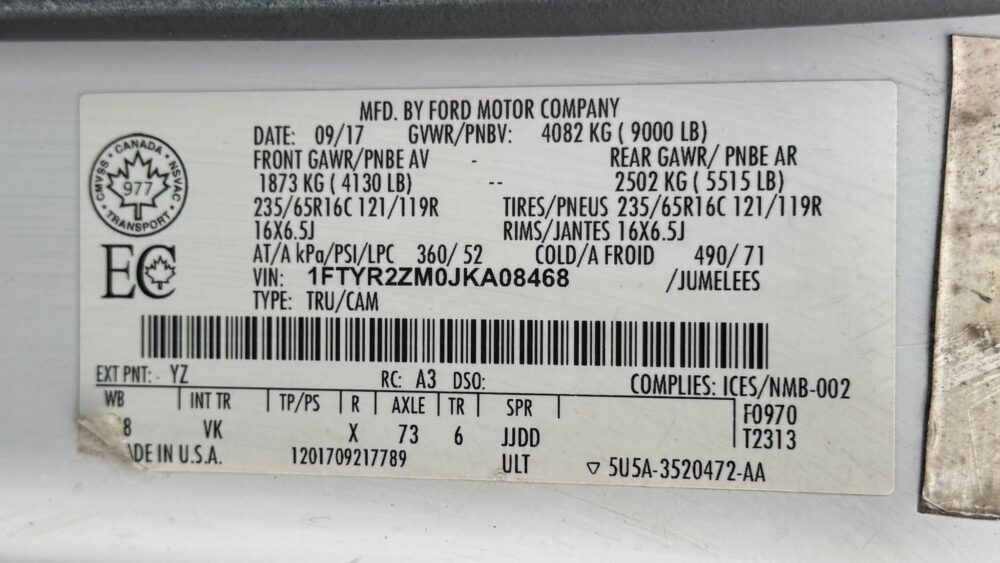 MFD. BY FORD MOTOR COMPANY
DATE: 09/17 GVWR/PNBV: 4082 KG ( 9000 LB)
FRONT GAWR/PNBE AV - REAR GAWR/ PNBE AR
1873 KG ( 4130 LB) -- 2502 KG ( 5515 LB)
235/65R16C 121/119R TIRES/PNEUS 235/65R16C 121/119R
16X6.5J RIMS/JANTES 16X6.5J
AT/A kPa/PSI/LPC 360/ 52 COLD/A FROID 490/ 71
VIN: 1FTYR2ZM0JKA08468 /JUMELEES
TYPE: TRU/CAM
CANADA
CMVSS NSVAC
977
TRANSPORT
EC
EXT PNT: YZ RC: A3 DSO: COMPLIES: ICES/NMB-002
WB INT TR TP/PS R AXLE TR SPR F0970
8 VK X 73 6 JJDD T2313
DE IN U.S.A. 1201709217789 ULT ▽ 5U5A-3520472-AA